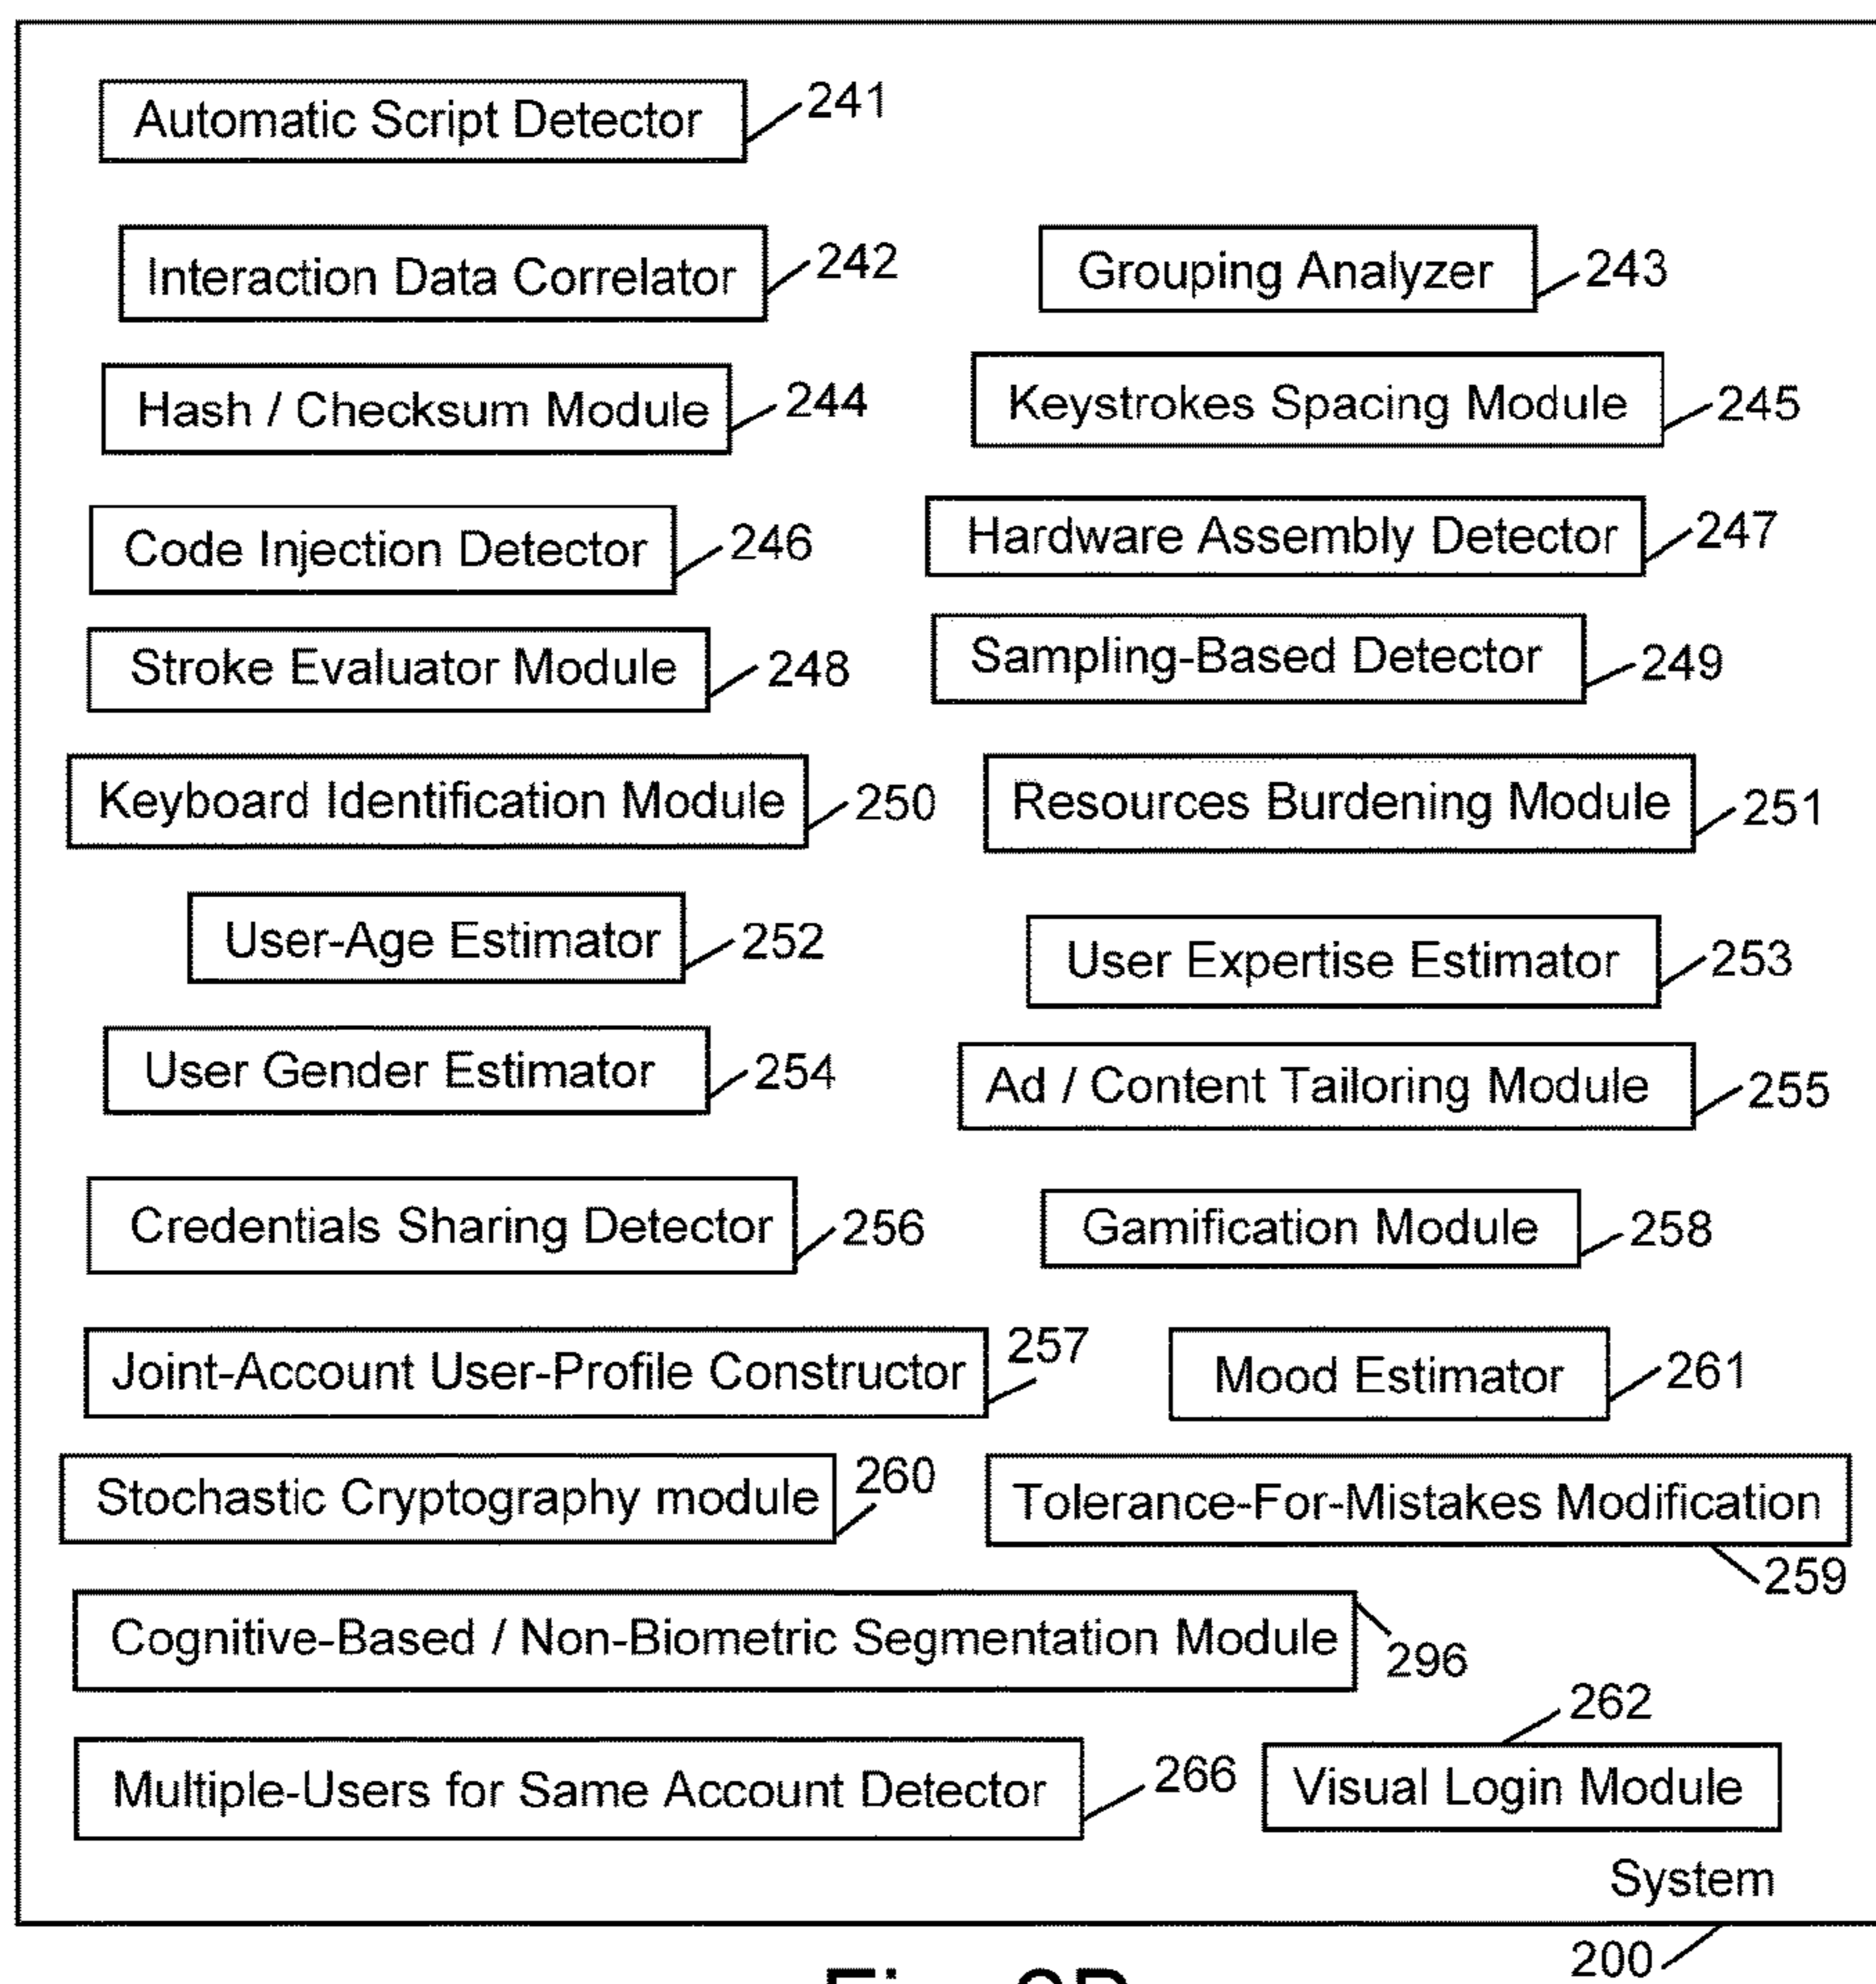 Automatic Script Detector 241
Interaction Data Correlator 242 Grouping Analyzer 243
Hash / Checksum Module 244 Keystrokes Spacing Module 245
Code Injection Detector 246 Hardware Assembly Detector 247
Stroke Evaluator Module 248 Sampling-Based Detector 249
Keyboard Identification Module 250 Resources Burdening Module 251
User-Age Estimator 252 User Expertise Estimator 253
User Gender Estimator 254 Ad / Content Tailoring Module 255
Credentials Sharing Detector 256 Gamification Module 258
Joint-Account User-Profile Constructor 257 Mood Estimator 261
Stochastic Cryptography module 260 Tolerance-For-Mistakes Modification 259
Cognitive-Based / Non-Biometric Segmentation Module 296
Multiple-Users for Same Account Detector 266 Visual Login Module 262
System
200